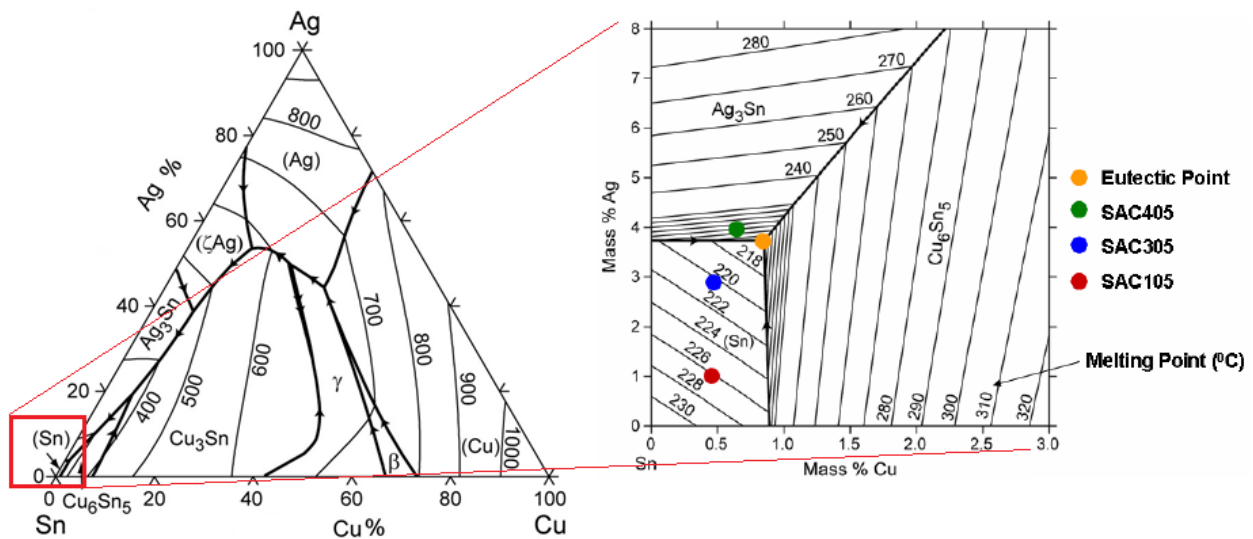 Ag
100
800
80
(Ag)
Ag %
60
(ζAg)
40
Ag₃Sn
700
600
800
20
500
400
γ
900
(Sn)
Cu₃Sn
(Cu)
1000
β
0
0
Cu₆Sn₅
20
40
60
80
100
Sn
Cu%
Cu
8
280
270
7
Ag₃Sn
260
6
250
5
240
Cu₆Sn₅
4
218
3
220
222
2
224 (Sn)
226
1
228
230
280
290
300
310
320
0
0
0.5
1.0
1.5
2.0
2.5
3.0
Sn
Mass % Cu
Mass % Ag
Eutectic Point
SAC405
SAC305
SAC105
Melting Point (⁰C)